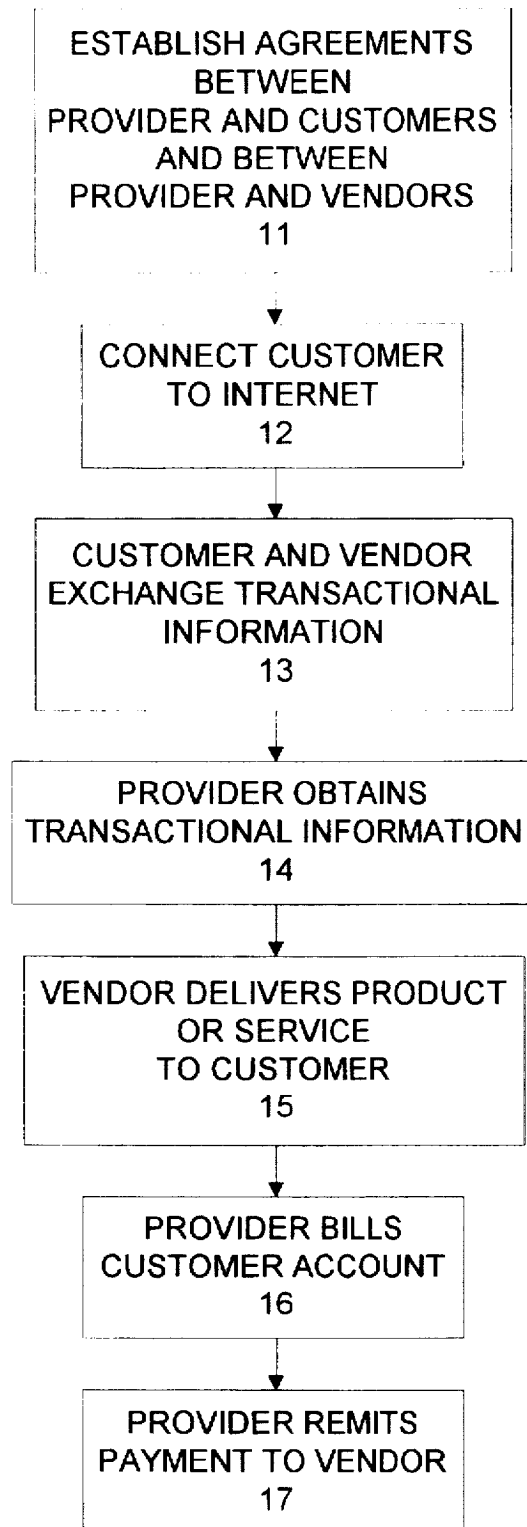 ESTABLISH AGREEMENTS
BETWEEN
PROVIDER AND CUSTOMERS
AND BETWEEN
PROVIDER AND VENDORS
11
CONNECT CUSTOMER
TO INTERNET
12
CUSTOMER AND VENDOR
EXCHANGE TRANSACTIONAL
INFORMATION
13
PROVIDER OBTAINS
TRANSACTIONAL INFORMATION
14
VENDOR DELIVERS PRODUCT
OR SERVICE
TO CUSTOMER
15
PROVIDER BILLS
CUSTOMER ACCOUNT
16
PROVIDER REMITS
PAYMENT TO VENDOR
17